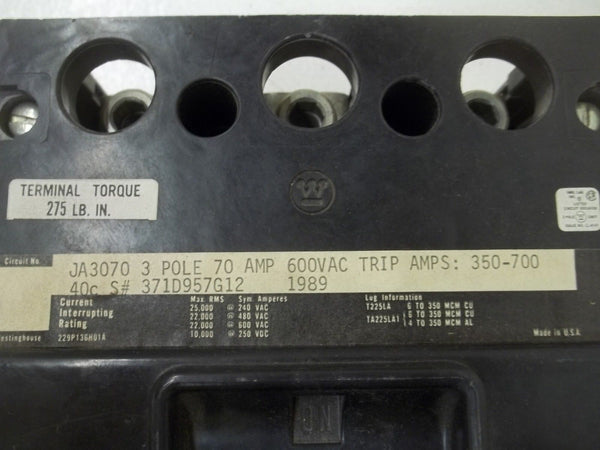 TERMINAL TORQUE
275 LB. IN.
Circuit No.
JA3070 3 POLE 70 AMP 600VAC TRIP AMPS: 350-700
40c S# 371D957G12 1989
Current
Interrupting
Rating
Max. RMS Sym. Amperes
25,000 @ 240 VAC
22,000 @ 480 VAC
22,000 @ 600 VAC
10,000 @ 250 VDC
Lug Information
T225LA 6 TO 350 MCM CU
TA225LA1 6 TO 350 MCM CU
4 TO 350 MCM AL
estinghouse 229P136H01A
Made in U.S.A.
ON